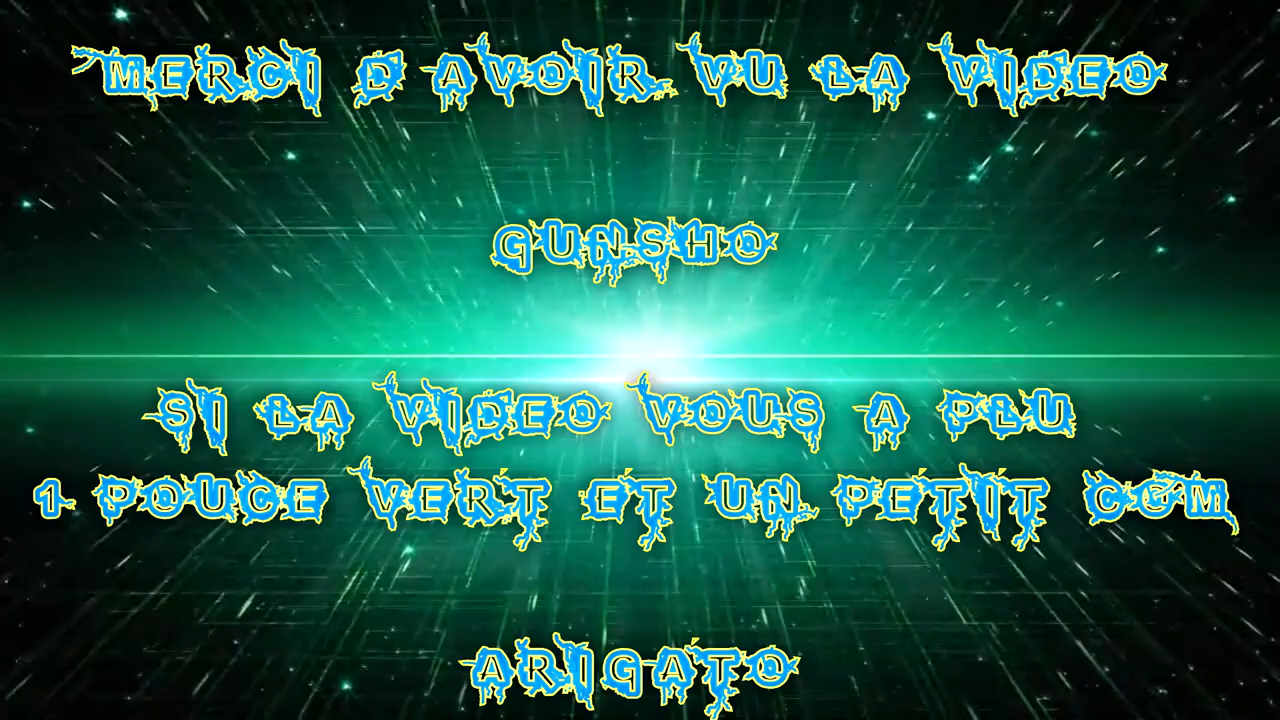 MERCI D AVOIR VU LA VIDEO
GUNSHO
SI LA VIDEO VOUS A PLU
1 POUCE VERT ET UN PETIT COM
ARIGATO